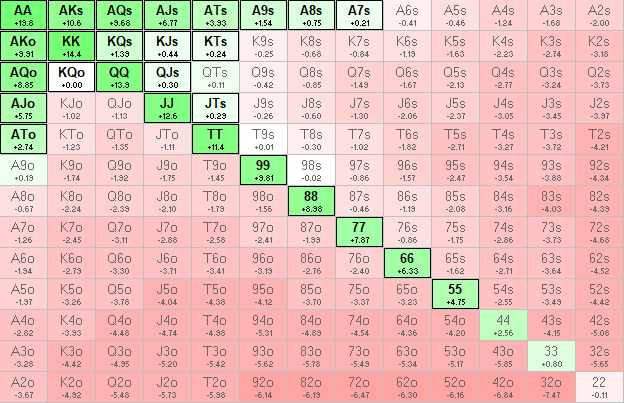 AA AKs AQs AJs ATs A9s A8s A7s A6s A5s A4s A3s A2s
+19.8 +10.6 +9.68 +6.77 +3.93 +1.54 +0.75 +0.21 -0.41 -0.46 -1.24 -1.68 -2.00
AKo KK KQs KJs KTs K9s K8s K7s K6s K5s K4s K3s K2s
+9.91 +14.4 +1.39 +0.44 +0.24 -0.25 -0.68 -0.84 -1.19 -1.63 -2.23 -2.74 -3.18
AQo KQo QQ QJs QTs Q9s Q8s Q7s Q6s Q5s Q4s Q3s Q2s
+8.85 +0.00 +13.9 +0.30 +0.11 -0.42 -0.85 -1.49 -1.67 -2.13 -2.76 -3.24 -3.73
AJo KJo QJo JJ JTs J9s J8s J7s J6s J5s J4s J3s J2s
+5.75 -1.02 -1.13 +12.6 +0.29 -0.26 -0.60 -1.30 -2.06 -2.37 -3.05 -3.45 -3.97
ATo KTo QTo JTo TT T9s T8s T7s T6s T5s T4s T3s T2s
+2.74 -1.23 -1.35 -1.11 +11.4 +0.01 -0.30 -1.02 -1.82 -2.71 -3.27 -3.72 -4.21
A9o K9o Q9o J9o T9o 99 98s 97s 96s 95s 94s 93s 92s
+0.19 -1.74 -1.92 -1.75 -1.45 +9.81 -0.02 -0.86 -1.57 -2.47 -3.54 -3.88 -4.34
A8o K8o Q8o J8o T8o 98o 88 87s 86s 85s 84s 83s 82s
-0.67 -2.24 -2.39 -2.10 -1.79 -1.56 +8.98 -0.46 -1.19 -2.08 -3.16 -4.03 -4.39
A7o K7o Q7o J7o T7o 97o 87o 77 76s 75s 74s 73s 72s
-1.26 -2.45 -3.11 -2.88 -2.58 -2.41 -1.99 +7.87 -0.86 -1.75 -2.86 -3.73 -4.68
A6o K6o Q6o J6o T6o 96o 86o 76o 66 65s 64s 63s 62s
-1.94 -2.79 -3.30 -3.71 -3.41 -3.19 -2.76 -2.40 +6.33 -1.62 -2.71 -3.64 -4.52
A5o K5o Q5o J5o T5o 95o 85o 75o 65o 55 54s 53s 52s
-1.97 -3.26 -3.78 -4.04 -4.38 -4.12 -3.70 -3.37 -3.23 +4.75 -2.55 -3.49 -4.42
A4o K4o Q4o J4o T4o 94o 84o 74o 64o 54o 44 43s 42s
-2.82 -3.93 -4.48 -4.74 -4.98 -5.31 -4.89 -4.54 -4.36 -4.20 +2.56 -4.15 -5.08
A3o K3o Q3o J3o T3o 93o 83o 73o 63o 53o 43o 33 32s
-3.28 -4.42 -4.95 -5.20 -5.42 -5.62 -5.78 -5.49 -5.34 -5.17 -5.85 +0.80 -5.65
A2o K2o Q2o J2o T2o 92o 82o 72o 62o 52o 42o 32o 22
-3.67 -4.92 -5.48 -5.73 -5.98 -6.14 -6.19 -6.47 -6.30 -6.16 -6.84 -7.47 -0.11